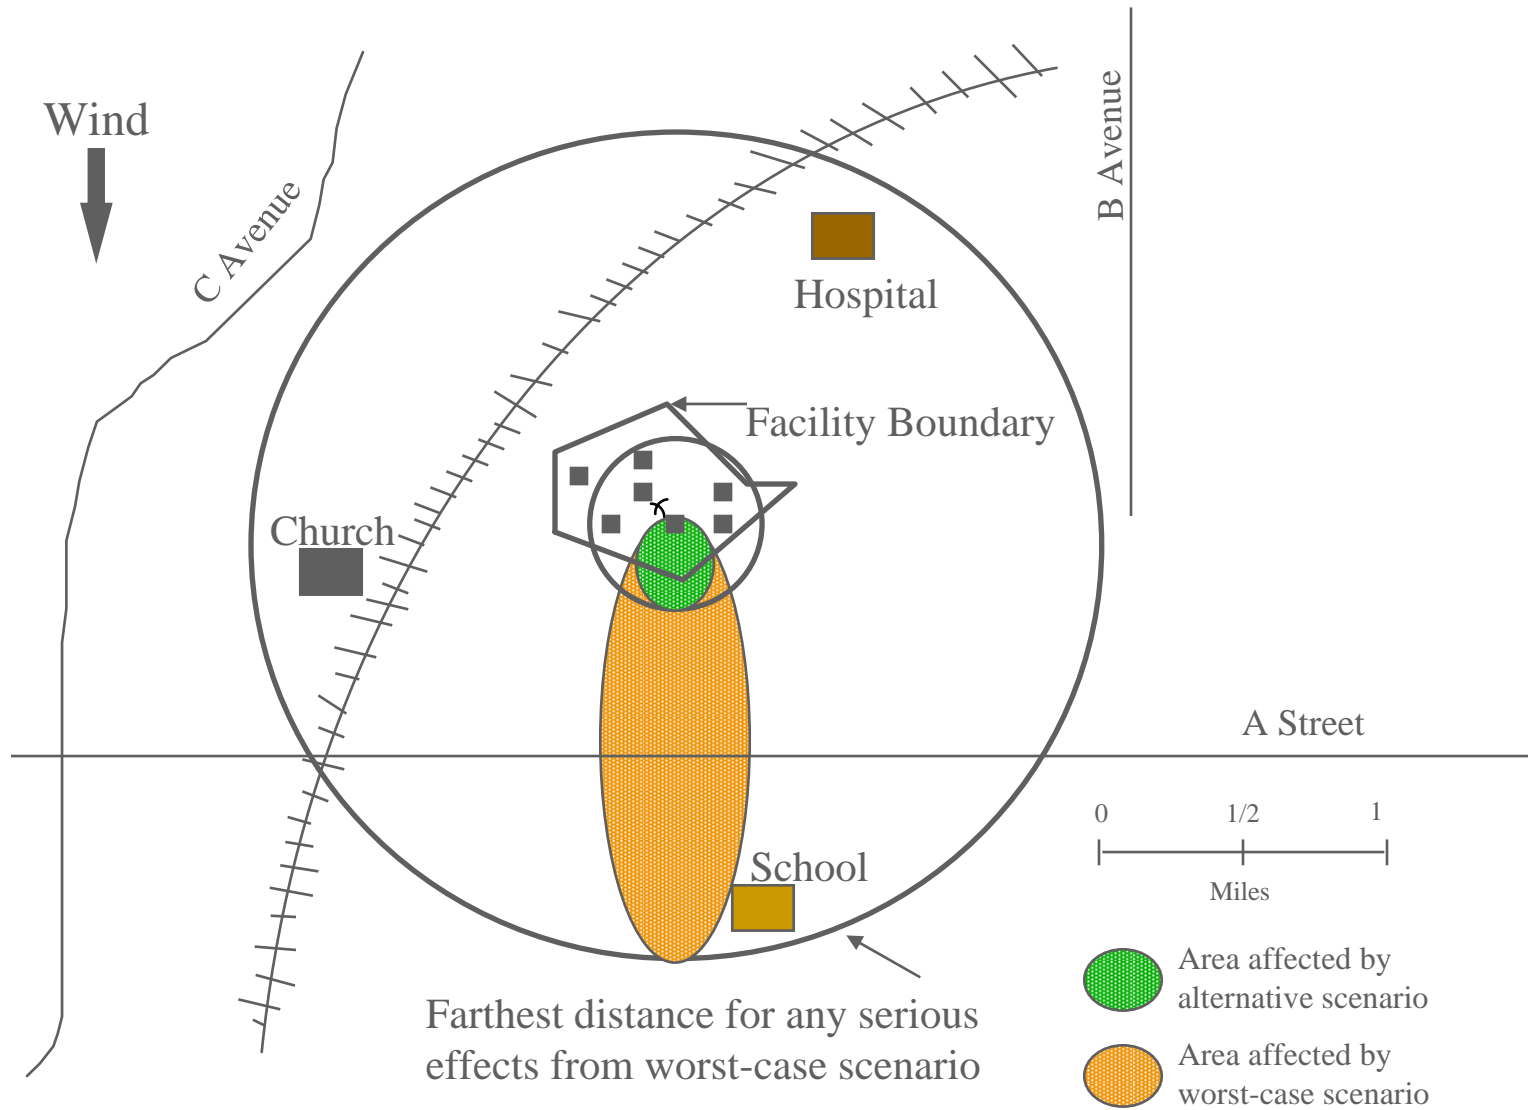 Wind
C Avenue
B Avenue
Hospital
Facility Boundary
Church
A Street
0 1/2 1
Miles
School
Farthest distance for any serious
effects from worst-case scenario
Area affected by
alternative scenario
Area affected by
worst-case scenario